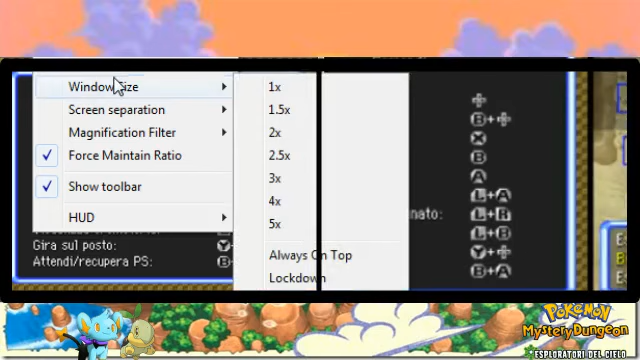 Window Size
Screen separation
Magnification Filter
Force Maintain Ratio
Show toolbar
HUD
1x
1.5x
2x
2.5x
3x
4x
5x
Always On Top
Lockdown
nato:
Gira sul posto:
Attendi/recupera PS:
B+
X
B
A
L+A
L+R
L+B
Y+
B+A
POKéMON
Mystery Dungeon
ESPLORATORI DEL CIELO